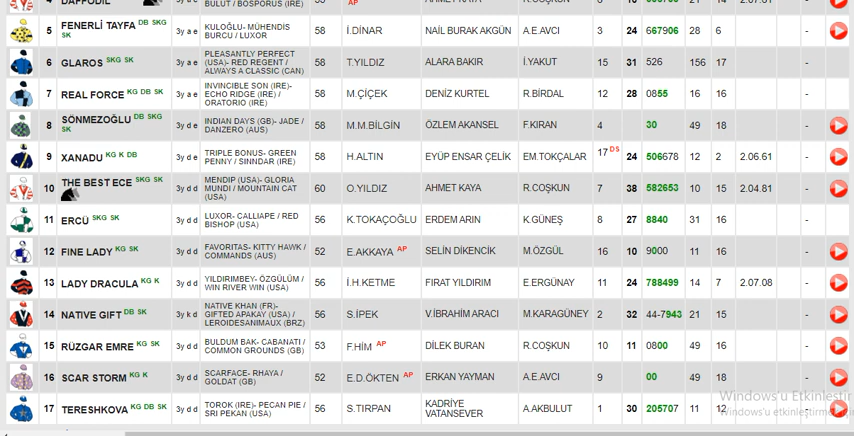 DAFFODIL BULUT / BOSPORUS (IRE) AP
5 FENERLİ TAYFA DB SKG SK 3y a e KULOĞLU- MÜHENDİS BURCU / LUXOR 58 İ.DİNAR NAİL BURAK AKGÜN A.E.AVCI 3 24 667906 28 6 -
6 GLAROS SKG SK 3y a e PLEASANTLY PERFECT (USA)- RED REGENT / ALWAYS A CLASSIC (CAN) 58 T.YILDIZ ALARA BAKIR İ.YAKUT 15 31 526 156 17 -
7 REAL FORCE KG DB SK 3y a e INVINCIBLE SON (IRE)- ECHO RIDGE (IRE) / ORATORIO (IRE) 58 M.ÇİÇEK DENİZ KURTEL R.BİRDAL 12 28 0855 16 16 -
8 SÖNMEZOĞLU DB SKG SK 3y d e INDIAN DAYS (GB)- JADE / DANZERO (AUS) 58 M.M.BİLGİN ÖZLEM AKANSEL F.KIRAN 4 30 49 18 -
9 XANADU KG K DB 3y d e TRIPLE BONUS- GREEN PENNY / SINNDAR (IRE) 58 H.ALTIN EYÜP ENSAR ÇELİK EM.TOKÇALAR 17 DS 24 506678 12 2 2.06.61 -
10 THE BEST ECE SKG SK 3y d d MENDIP (USA)- GLORIA MUNDI / MOUNTAIN CAT (USA) 60 O.YILDIZ AHMET KAYA R.COŞKUN 7 38 582653 10 15 2.04.81 -
11 ERCÜ SKG SK 3y d d LUXOR- CALLIAPE / RED BISHOP (USA) 56 K.TOKAÇOĞLU ERDEM ARIN K.GÜNEŞ 8 27 8840 31 16 -
12 FINE LADY KG SK 3y d d FAVORITAS- KITTY HAWK / COMMANDS (AUS) 52 E.AKKAYA AP SELİN DİKENCİK M.ÖZGÜL 16 10 9000 11 16 -
13 LADY DRACULA KG K 3y d d YILDIRIMBEY- ÖZGÜLÜM / WIN RIVER WIN (USA) 56 İ.H.KETME FIRAT YILDIRIM E.ERGÜNAY 11 24 788499 14 7 2.07.08 -
14 NATIVE GIFT DB SK 3y k d NATIVE KHAN (FR)- GIFTED APAKAY (USA) / LEROIDESANIMAUX (BRZ) 56 S.İPEK V.İBRAHİM ARACI M.KARAGÜNEY 2 32 44-7943 21 15 -
15 RÜZGAR EMRE KG SK 3y d d BULDUM BAK- CABANATI / COMMON GROUNDS (GB) 53 F.HİM AP DİLEK BURAN R.COŞKUN 10 11 0800 49 16 -
16 SCAR STORM KG K 3y d d SCARFACE- RHAYA / GOLDAT (GB) 52 E.D.ÖKTEN AP ERKAN YAYMAN A.E.AVCI 9 00 49 18 -
17 TERESHKOVA KG DB SK 3y d d TOROK (IRE)- PECAN PIE / SRI PEKAN (USA) 56 S.TIRPAN KADRİYE VATANSEVER A.AKBULUT 1 30 205707 11 12 -
Windows'u Etkinleştir
Windows'u etkinleştirme